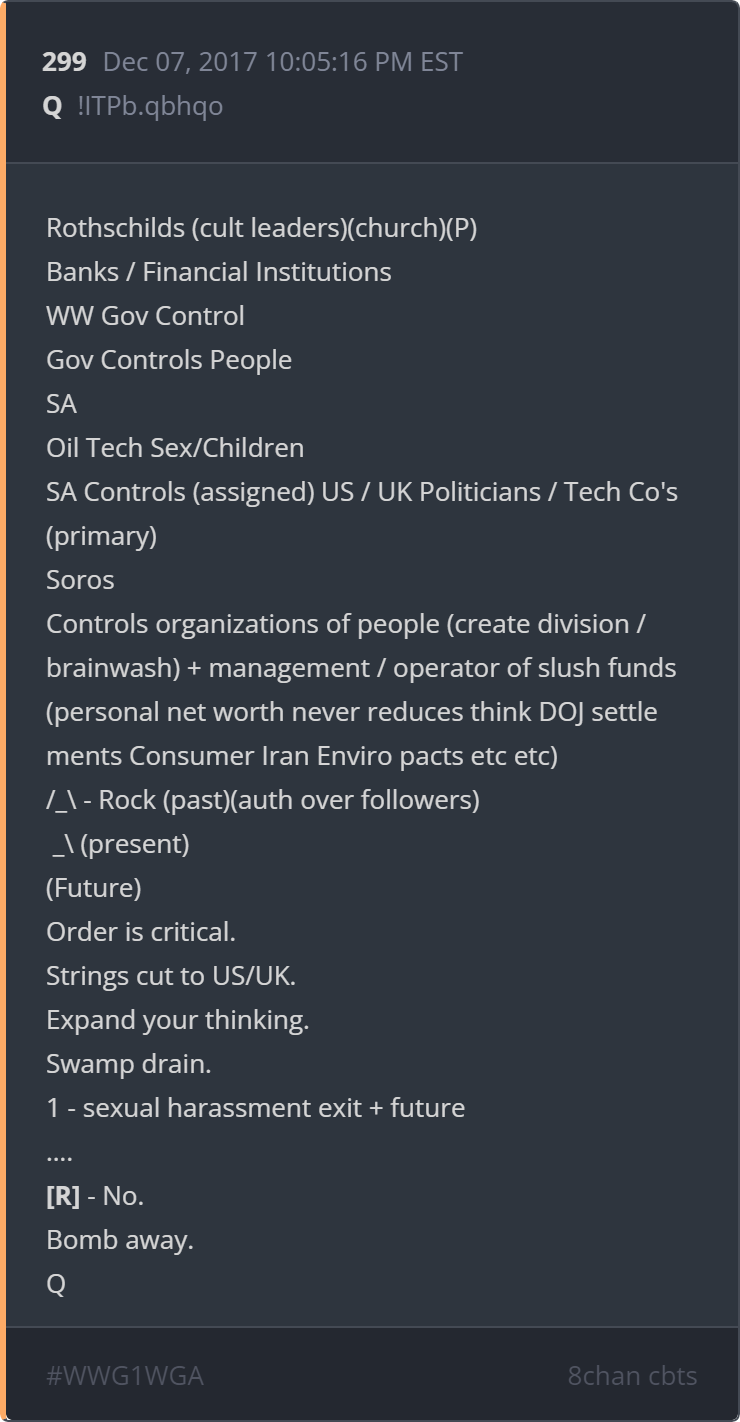 299 Dec 07, 2017 10:05:16 PM EST
Q !ITPb.qbhqo
Rothschilds (cult leaders)(church)(P)
Banks / Financial Institutions
WW Gov Control
Gov Controls People
SA
Oil Tech Sex/Children
SA Controls (assigned) US / UK Politicians / Tech Co's
(primary)
Soros
Controls organizations of people (create division /
brainwash) + management / operator of slush funds
(personal net worth never reduces think DOJ settle
ments Consumer Iran Enviro pacts etc etc)
/_\ - Rock (past)(auth over followers)
_\ (present)
(Future)
Order is critical.
Strings cut to US/UK.
Expand your thinking.
Swamp drain.
1 - sexual harassment exit + future
....
[R] - No.
Bomb away.
Q
#WWG1WGA 8chan cbts